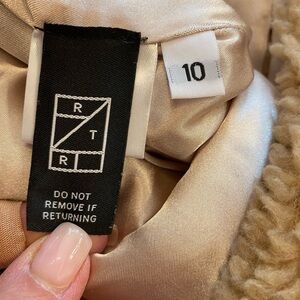 R
T
R
DO NOT
REMOVE IF
RETURNING
10